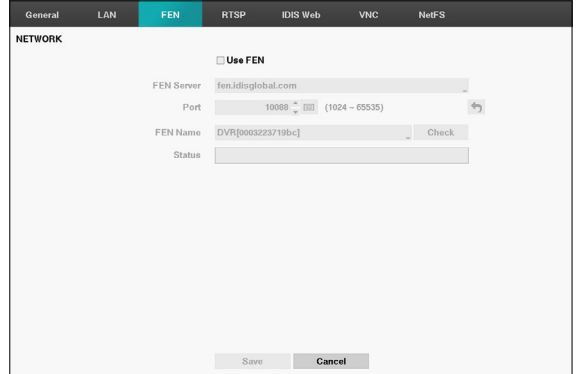 General LAN FEN RTSP IDIS Web VNC NetFS
NETWORK
Use FEN
FEN Server fen.idisglobal.com
Port 10088 (1024 ~ 65535)
FEN Name DVR[0003223719bc] Check
Status
Save Cancel